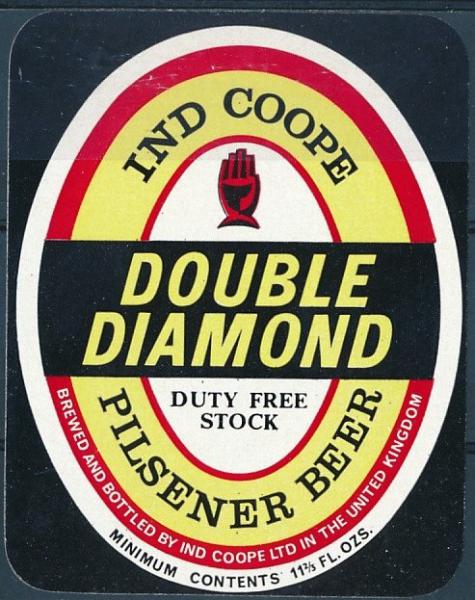 IND COOPE
DOUBLE
DIAMOND
DUTY FREE
STOCK
PILSENER BEER
BREWED AND BOTTLED BY IND COOPE LTD IN THE UNITED KINGDOM
MINIMUM CONTENTS 11⅔ FL. OZS.